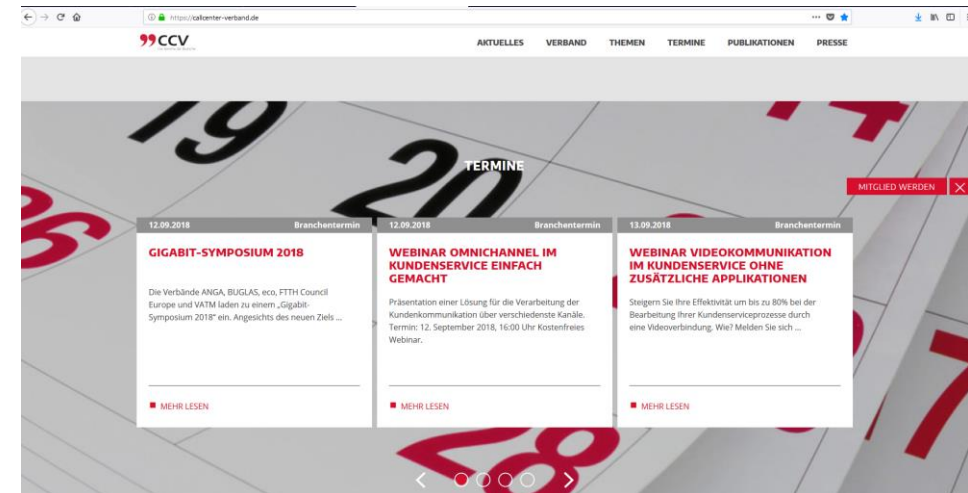 https://callcenter-verband.de
CCV
AKTUELLES VERBAND THEMEN TERMINE PUBLIKATIONEN PRESSE
19
20
14
26
TERMINE
MITGLIED WERDEN
12.09.2018 Branchentermin
GIGABIT-SYMPOSIUM 2018
Die Verbände ANGA, BUGLAS, eco, FTTH Council
Europe und VATM laden zu einem „Gigabit-
Symposium 2018" ein. Angesichts des neuen Ziels ...
MEHR LESEN
12.09.2018 Branchentermin
WEBINAR OMNICHANNEL IM
KUNDENSERVICE EINFACH
GEMACHT
Präsentation einer Lösung für die Verarbeitung der
Kundenkommunikation über verschiedenste Kanäle.
Termin: 12. September 2018, 16:00 Uhr Kostenfreies
Webinar.
MEHR LESEN
13.09.2018 Branchentermin
WEBINAR VIDEOKOMMUNIKATION
IM KUNDENSERVICE OHNE
ZUSÄTZLICHE APPLIKATIONEN
Steigern Sie Ihre Effektivität um bis zu 80% bei der
Bearbeitung Ihrer Kundenserviceprozesse durch
eine Videoverbindung. Wie? Melden Sie sich ...
MEHR LESEN
28